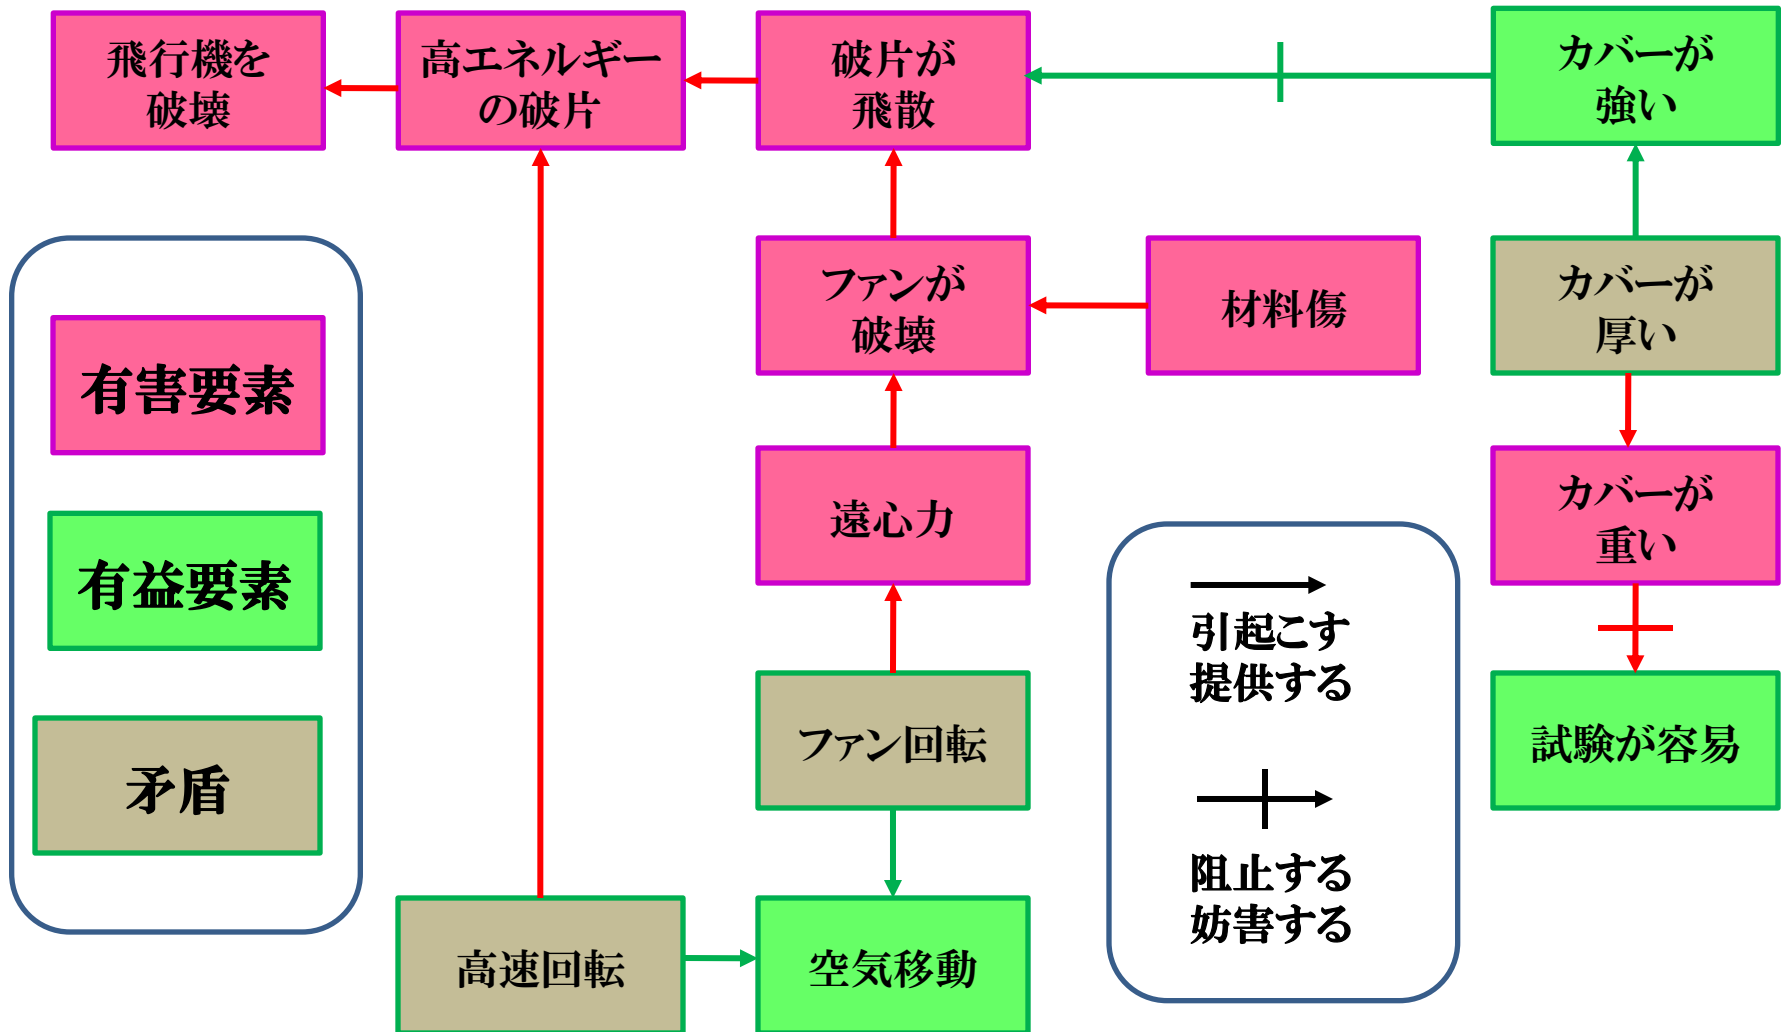 飛行機を
破壊
高エネルギー
の破片
破片が
飛散
カバーが
強い
ファンが
破壊
材料傷
カバーが
厚い
有害要素
遠心力
カバーが
重い
有益要素
引起こす
提供する
ファン回転
試験が容易
矛盾
阻止する
妨害する
高速回転
空気移動